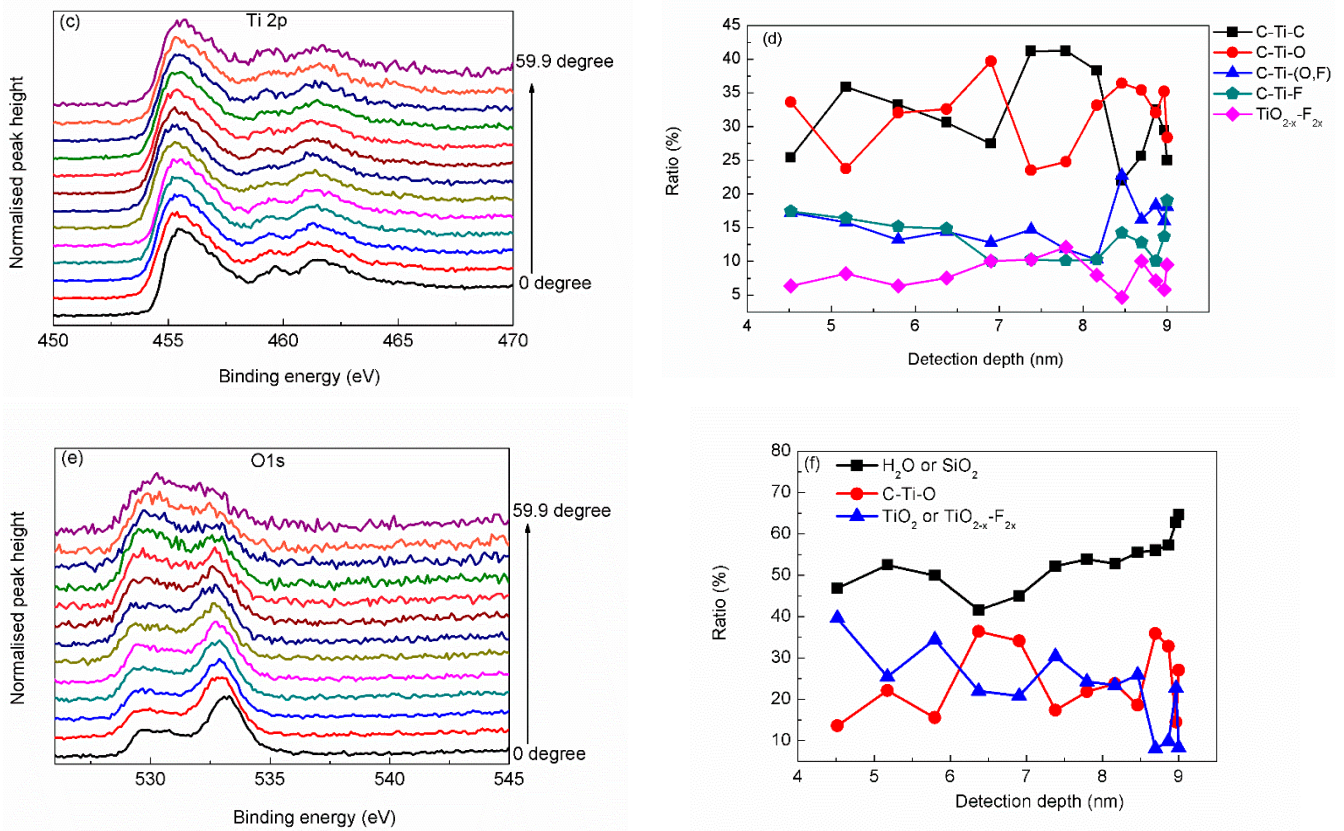 (c)
Ti 2p
Normalised peak height
59.9 degree
0 degree
450 455 460 465 470
Binding energy (eV)
(d)
C-Ti-C
C-Ti-O
C-Ti-(O,F)
C-Ti-F
TiO2-x-F2x
Ratio (%)
45
40
35
30
25
20
15
10
5
4 5 6 7 8 9
Detection depth (nm)
(e)
O1s
Normalised peak height
59.9 degree
0 degree
530 535 540 545
Binding energy (eV)
(f)
H2O or SiO2
C-Ti-O
TiO2 or TiO2-x-F2x
Ratio (%)
80
70
60
50
40
30
20
10
4 5 6 7 8 9
Detection depth (nm)